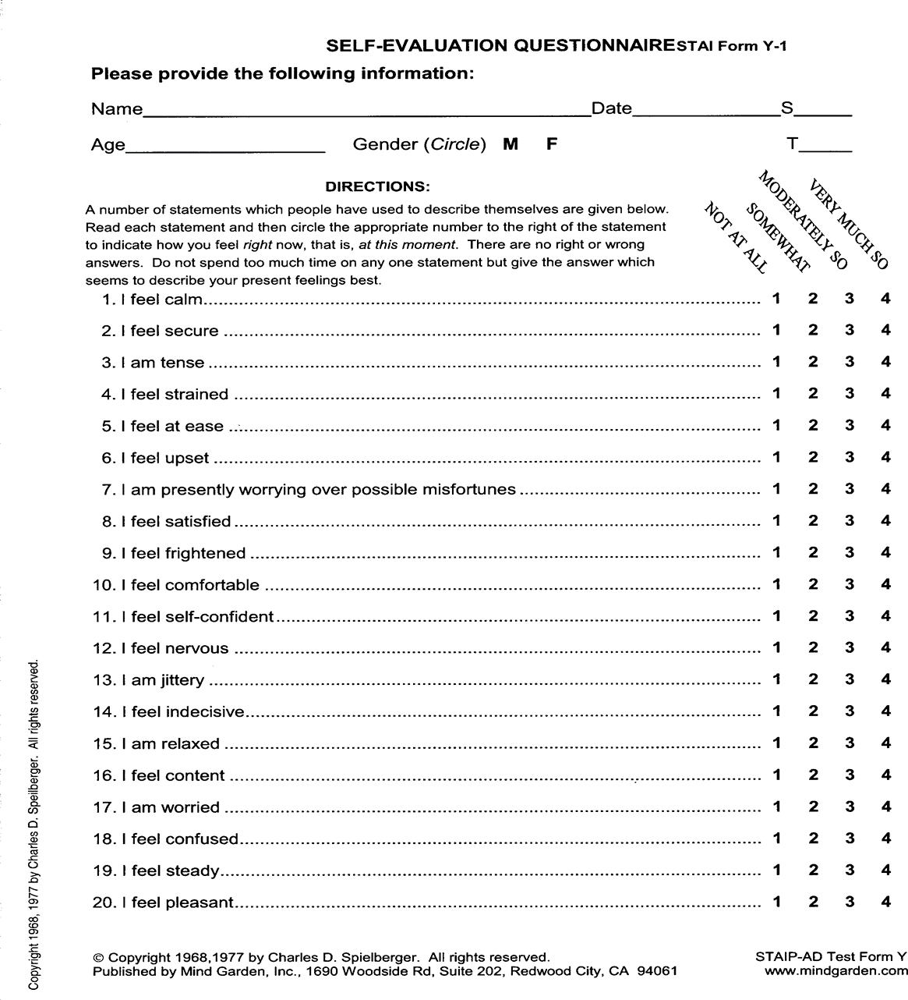 SELF-EVALUATION QUESTIONNAIRESTAI Form Y-1
Please provide the following information:
Name Date S
Age Gender (Circle) M F T
DIRECTIONS:
NOT AT ALL
SOMEWHAT
MODERATELY SO
VERY MUCH SO
A number of statements which people have used to describe themselves are given below.
Read each statement and then circle the appropriate number to the right of the statement
to indicate how you feel right now, that is, at this moment. There are no right or wrong
answers. Do not spend too much time on any one statement but give the answer which
seems to describe your present feelings best.
1. I feel calm 1 2 3 4
2. I feel secure 1 2 3 4
3. I am tense 1 2 3 4
4. I feel strained 1 2 3 4
5. I feel at ease 1 2 3 4
6. I feel upset 1 2 3 4
7. I am presently worrying over possible misfortunes 1 2 3 4
8. I feel satisfied 1 2 3 4
9. I feel frightened 1 2 3 4
10. I feel comfortable 1 2 3 4
11. I feel self-confident 1 2 3 4
12. I feel nervous 1 2 3 4
13. I am jittery 1 2 3 4
14. I feel indecisive 1 2 3 4
15. I am relaxed 1 2 3 4
16. I feel content 1 2 3 4
17. I am worried 1 2 3 4
18. I feel confused 1 2 3 4
19. I feel steady 1 2 3 4
20. I feel pleasant 1 2 3 4
© Copyright 1968,1977 by Charles D. Spielberger. All rights reserved. STAIP-AD Test Form Y
Published by Mind Garden, Inc., 1690 Woodside Rd, Suite 202, Redwood City, CA 94061 www.mindgarden.com
Copyright 1968, 1977 by Charles D. Speilberger. All rights reserved.